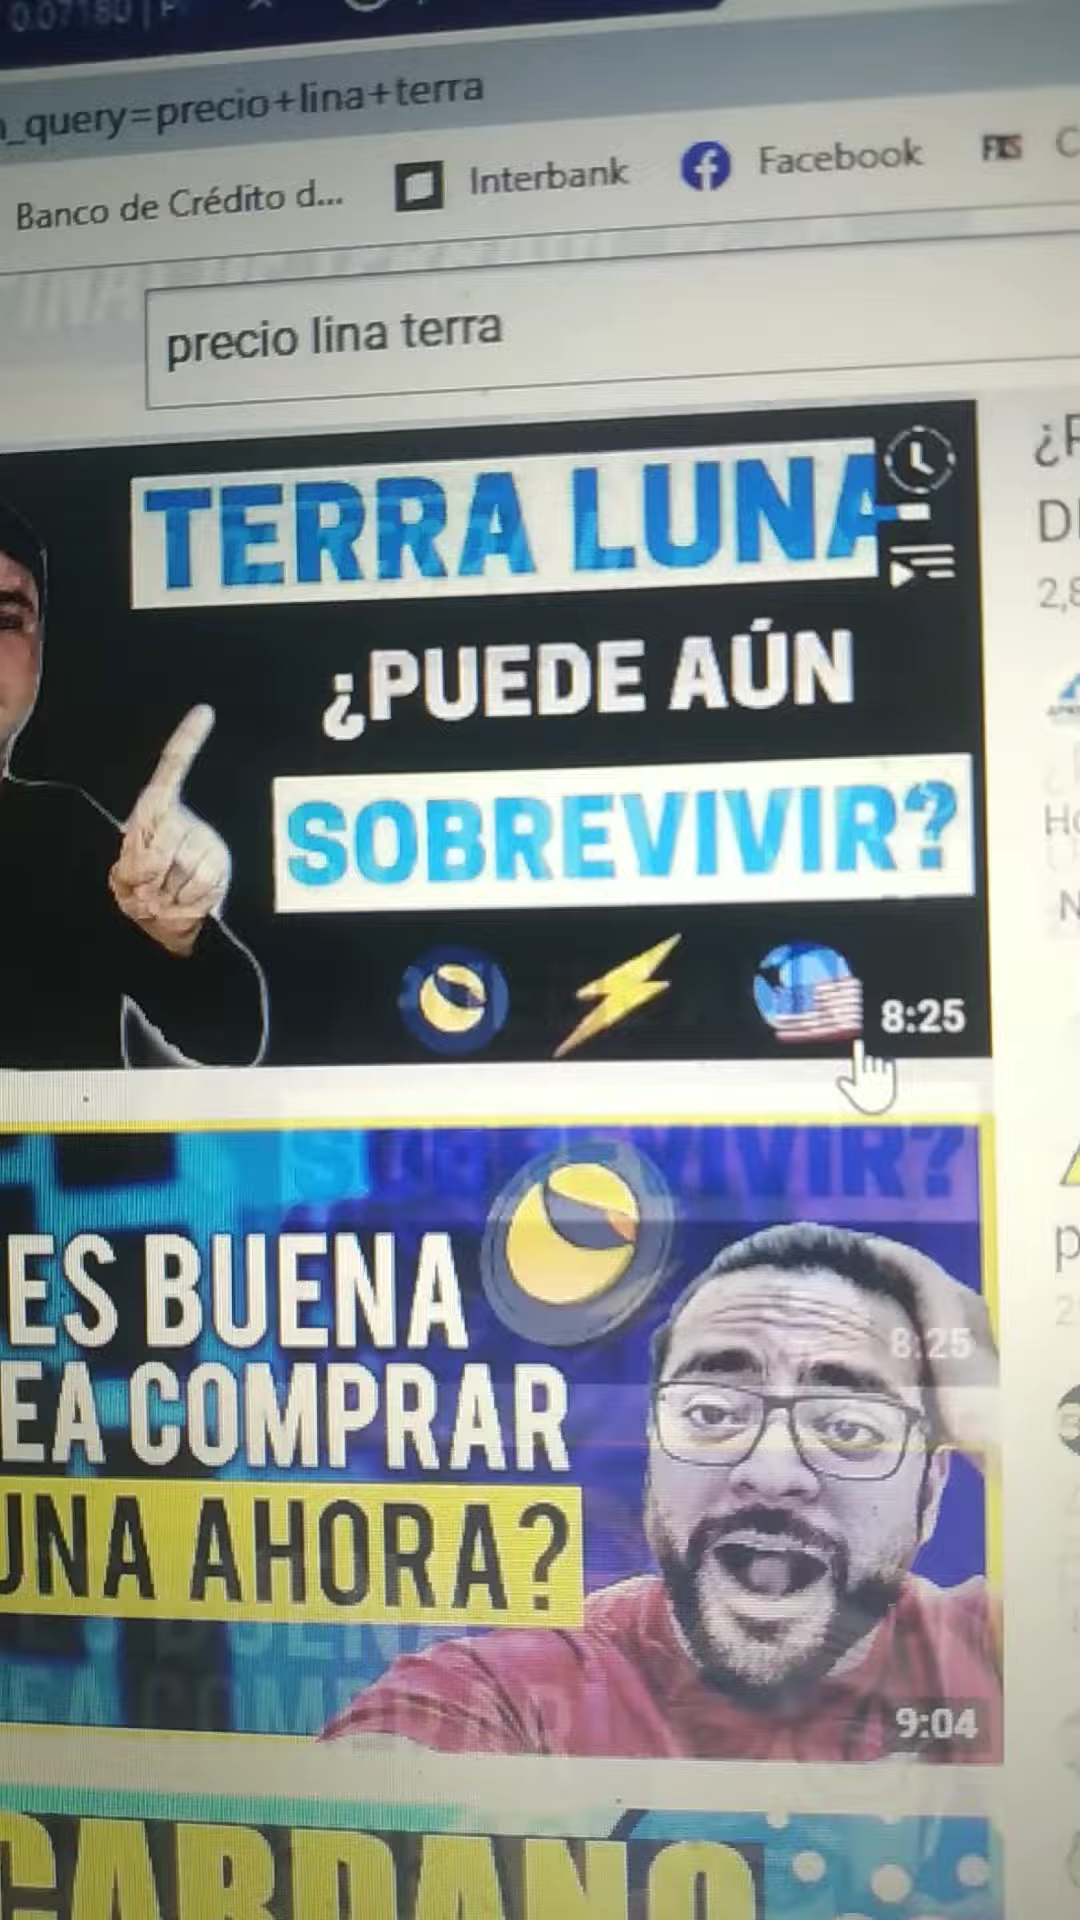 0.07180 | P
_query=precio+lina+terra
Banco de Crédito d...
Interbank
Facebook
precio lina terra
TERRA LUNA
¿PUEDE AÚN
SOBREVIVIR?
8:25
SOBREVIVIR?
ES BUENA
EA COMPRAR
UNA AHORA?
8:25
9:04
CARDANO